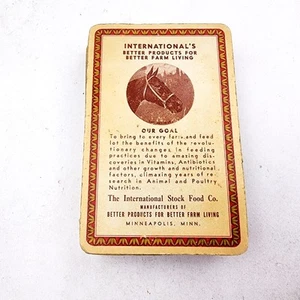 INTERNATIONAL'S
BETTER PRODUCTS FOR
BETTER FARM LIVING
OUR GOAL
To bring to every farm and feed
lot the benefits of the revolu-
tionary changes in feeding
practices due to amazing dis-
coveries in Vitamins, Antibiotics
and other growth and nutritional
factors, climaxing years of re-
search in Animal and Poultry
Nutrition.
The International Stock Food Co.
MANUFACTURERS OF
BETTER PRODUCTS FOR BETTER FARM LIVING
MINNEAPOLIS, MINN.